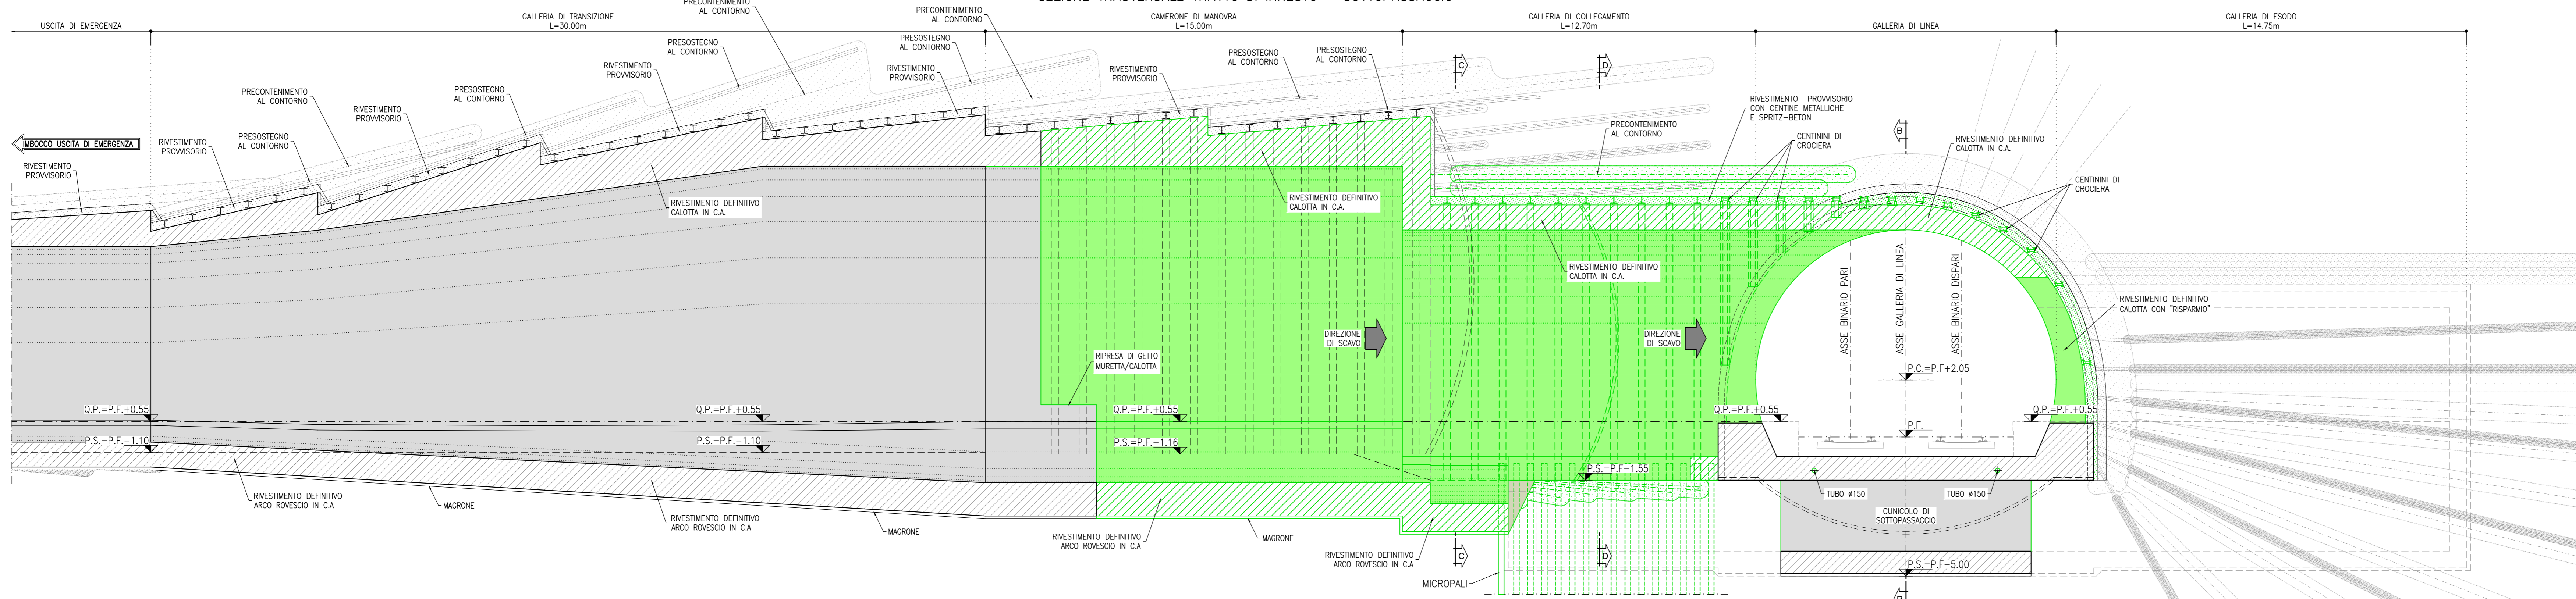 SEZIONE TRASVERSALE TRATTO DI INNESTO - SOTTOPASSAGGIO
USCITA DI EMERGENZA
GALLERIA DI TRANSIZIONE
L=30.00m
CAMERONE DI MANOVRA
L=15.00m
GALLERIA DI COLLEGAMENTO
L=12.70m
GALLERIA DI LINEA
GALLERIA DI ESODO
L=14.75m
PRECONTENIMENTO
AL CONTORNO
PRECONTENIMENTO
AL CONTORNO
PRESOSTEGNO
AL CONTORNO
PRESOSTEGNO
AL CONTORNO
PRESOSTEGNO
AL CONTORNO
PRESOSTEGNO
AL CONTORNO
RIVESTIMENTO
PROVVISORIO
RIVESTIMENTO
PROVVISORIO
RIVESTIMENTO
PROVVISORIO
PRECONTENIMENTO
AL CONTORNO
PRESOSTEGNO
AL CONTORNO
RIVESTIMENTO
PROVVISORIO
PRESOSTEGNO
AL CONTORNO
RIVESTIMENTO
PROVVISORIO
IMBOCCO USCITA DI EMERGENZA
RIVESTIMENTO
PROVVISORIO
C
D
RIVESTIMENTO PROVVISORIO
CON CENTINE METALLICHE
E SPRITZ-BETON
PRECONTENIMENTO
AL CONTORNO
CENTININI DI
CROCIERA
B
RIVESTIMENTO DEFINITIVO
CALOTTA IN C.A.
CENTININI DI
CROCIERA
RIVESTIMENTO DEFINITIVO
CALOTTA IN C.A.
RIVESTIMENTO DEFINITIVO
CALOTTA IN C.A.
RIVESTIMENTO DEFINITIVO
CALOTTA IN C.A.
ASSE BINARIO PARI
ASSE GALLERIA DI LINEA
ASSE BINARIO DISPARI
RIVESTIMENTO DEFINITIVO
CALOTTA CON "RISPARMIO"
DIREZIONE
DI SCAVO
DIREZIONE
DI SCAVO
RIPRESA DI GETTO
MURETTA/CALOTTA
P.C.=P.F+2.05
Q.P.=P.F.+0.55
Q.P.=P.F.+0.55
Q.P.=P.F.+0.55
Q.P.=P.F.+0.55
Q.P.=P.F.+0.55
P.F.
P.S.=P.F.-1.10
P.S.=P.F.-1.10
P.S.=P.F.-1.16
P.S.=P.F-1.55
TUBO ø150
TUBO ø150
CUNICOLO DI
SOTTOPASSAGGIO
RIVESTIMENTO DEFINITIVO
ARCO ROVESCIO IN C.A
MAGRONE
RIVESTIMENTO DEFINITIVO
ARCO ROVESCIO IN C.A
MAGRONE
RIVESTIMENTO DEFINITIVO
ARCO ROVESCIO IN C.A
MAGRONE
RIVESTIMENTO DEFINITIVO
ARCO ROVESCIO IN C.A
C
D
MICROPALI
P.S.=P.F-5.00